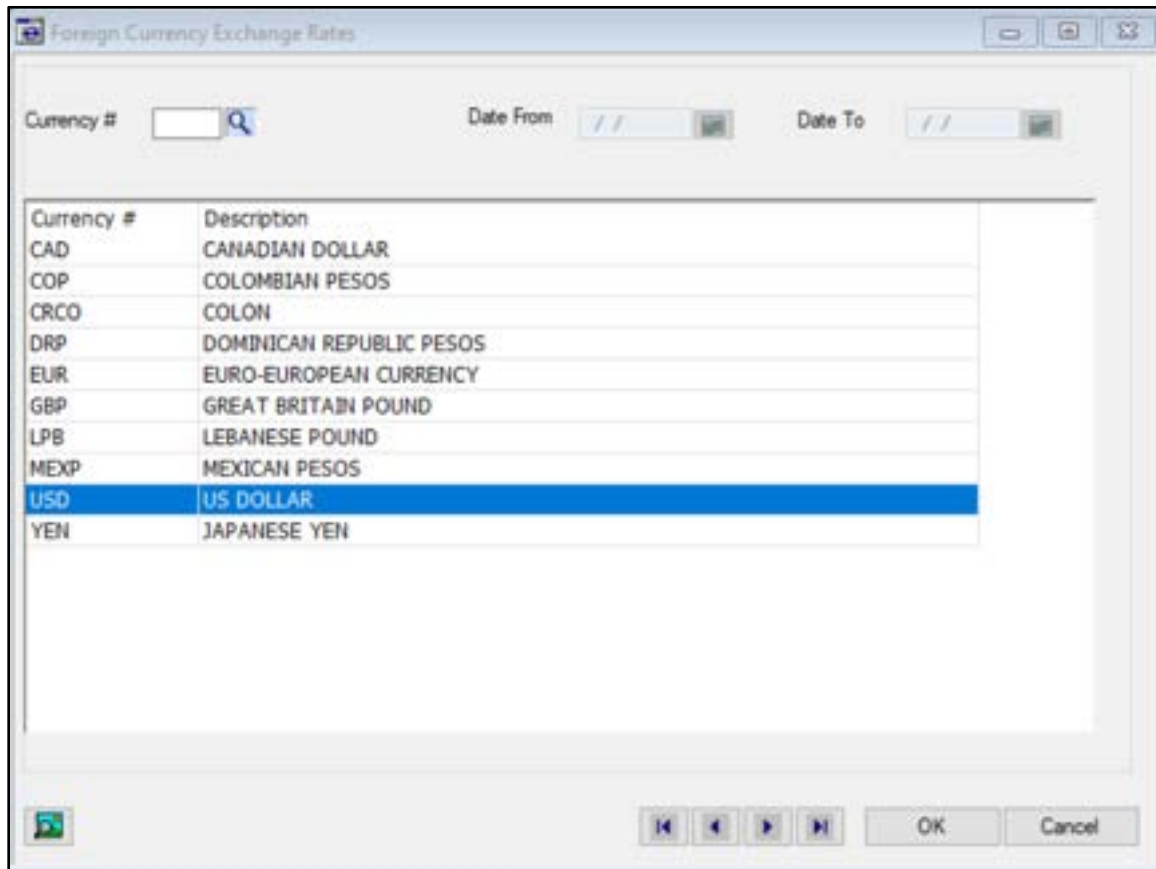 Foreign Currency Exchange Rates
Currency # Date From / / Date To / /
Currency # Description
CAD CANADIAN DOLLAR
COP COLOMBIAN PESOS
CRCO COLON
DRP DOMINICAN REPUBLIC PESOS
EUR EURO-EUROPEAN CURRENCY
GBP GREAT BRITAIN POUND
LPB LEBANESE POUND
MEXP MEXICAN PESOS
USD US DOLLAR
YEN JAPANESE YEN
OK Cancel